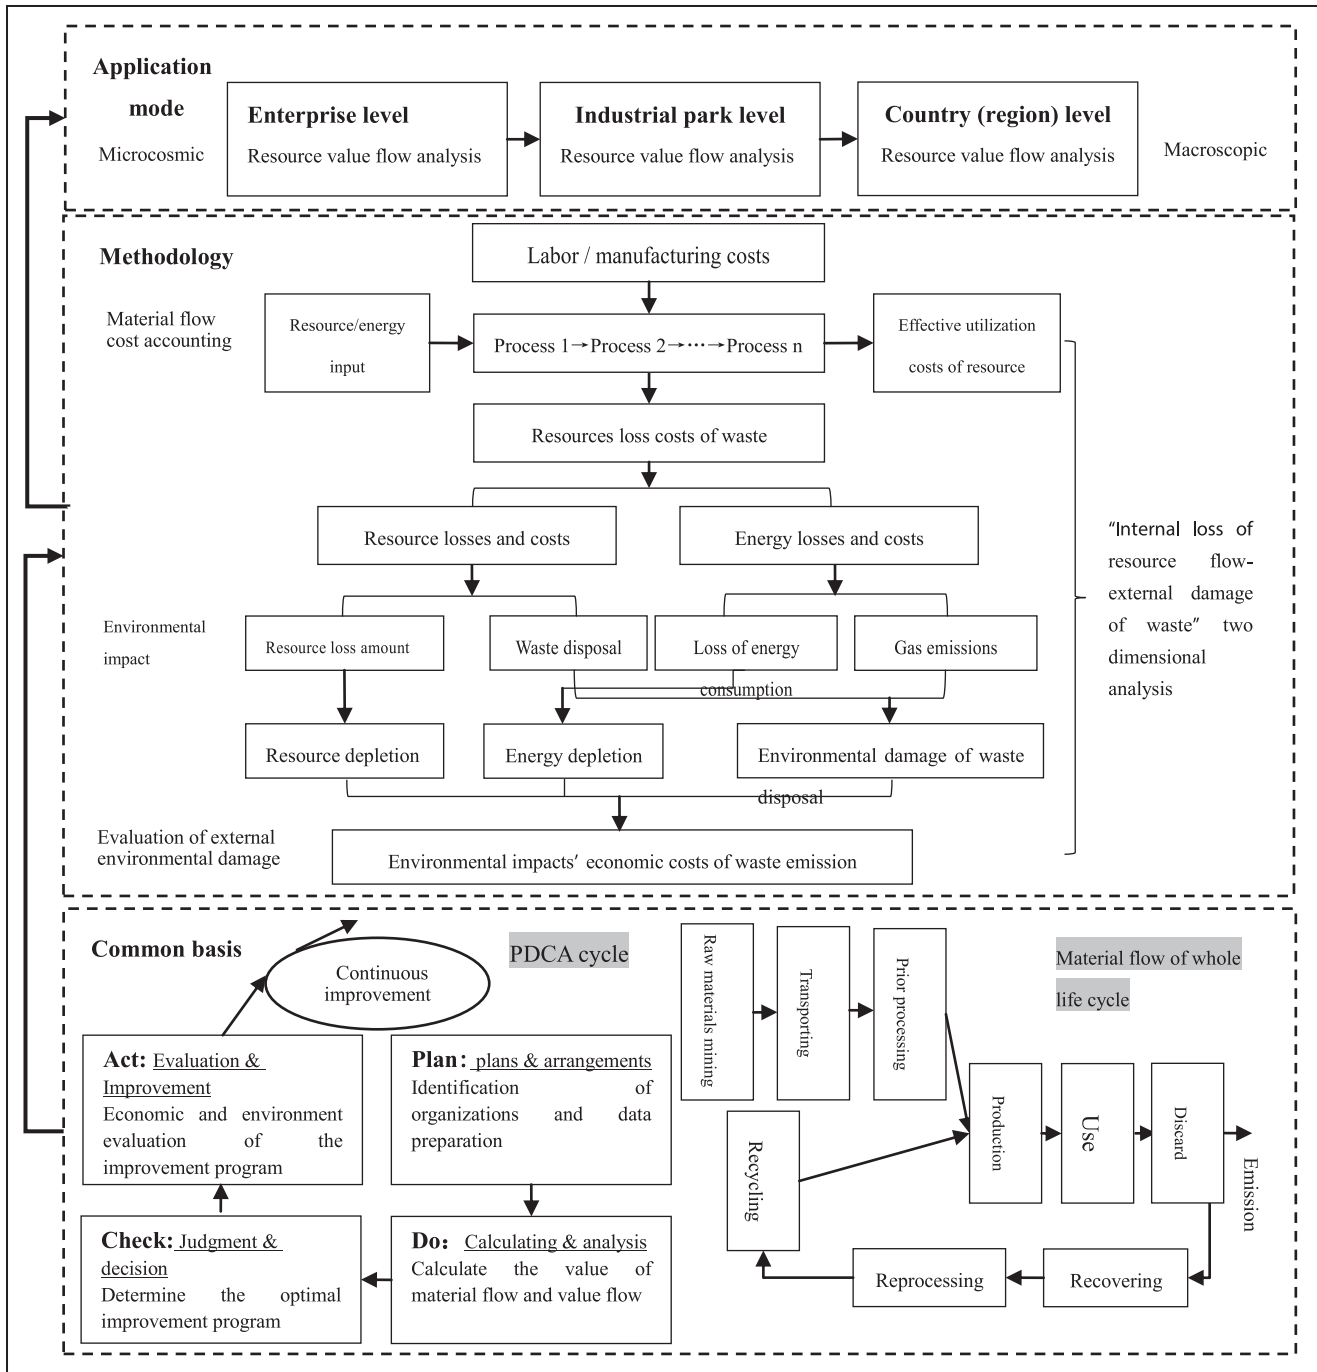 Application
mode
Microcosmic
Enterprise level
Resource value flow analysis
Industrial park level
Resource value flow analysis
Country (region) level
Resource value flow analysis
Macroscopic
Methodology
Labor / manufacturing costs
Material flow
cost accounting
Resource/energy
input
Process 1→Process 2→⋯→Process n
Effective utilization
costs of resource
Resources loss costs of waste
Resource losses and costs
Energy losses and costs
"Internal loss of
resource flow-
external damage
of waste" two
dimensional
analysis
Environmental
impact
Resource loss amount
Waste disposal
Loss of energy
consumption
Gas emissions
Resource depletion
Energy depletion
Environmental damage of waste
disposal
Evaluation of external
environmental damage
Environmental impacts' economic costs of waste emission
Common basis
Continuous
improvement
PDCA cycle
Act: Evaluation &
Improvement
Economic and environment
evaluation of the
improvement program
Plan: plans & arrangements
Identification of
organizations and data
preparation
Check: Judgment &
decision
Determine the optimal
improvement program
Do: Calculating & analysis
Calculate the value of
material flow and value flow
Raw materials mining
Transporting
Prior processing
Material flow of whole
life cycle
Production
Use
Discard
Emission
Recycling
Reprocessing
Recovering